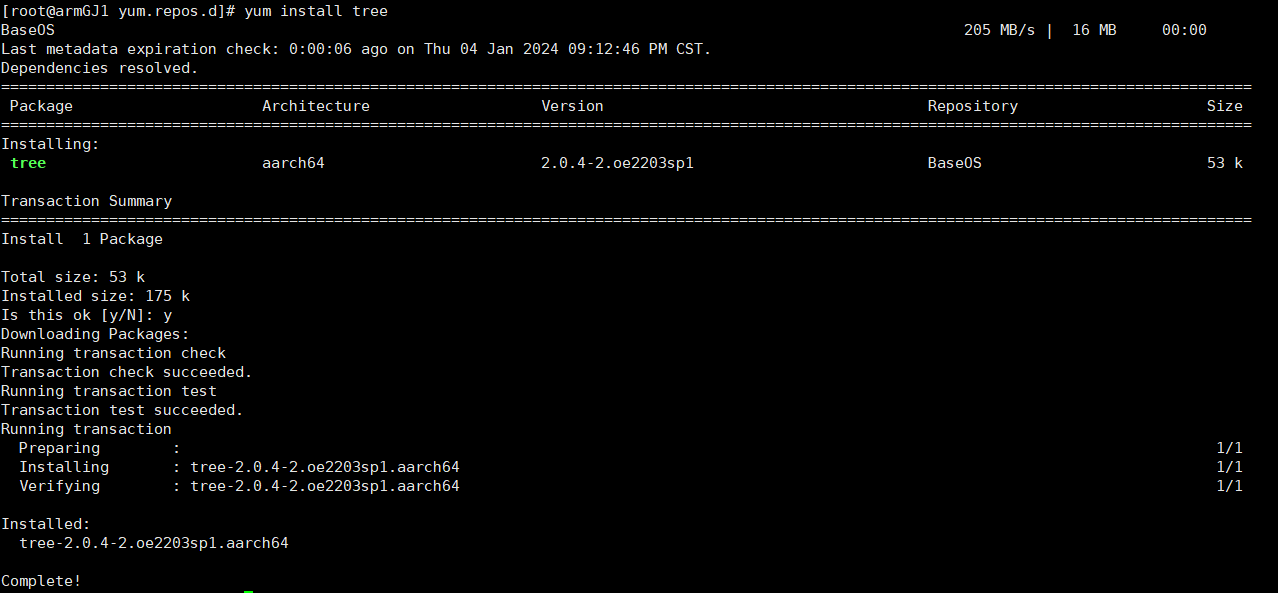 [root@armGJ1 yum.repos.d]# yum install tree
BaseOS 205 MB/s | 16 MB 00:00
Last metadata expiration check: 0:00:06 ago on Thu 04 Jan 2024 09:12:46 PM CST.
Dependencies resolved.
================================================================================
Package Architecture Version Repository Size
================================================================================
Installing:
tree aarch64 2.0.4-2.oe2203sp1 BaseOS 53 k
Transaction Summary
================================================================================
Install 1 Package
Total size: 53 k
Installed size: 175 k
Is this ok [y/N]: y
Downloading Packages:
Running transaction check
Transaction check succeeded.
Running transaction test
Transaction test succeeded.
Running transaction
Preparing : 1/1
Installing : tree-2.0.4-2.oe2203sp1.aarch64 1/1
Verifying : tree-2.0.4-2.oe2203sp1.aarch64 1/1
Installed:
tree-2.0.4-2.oe2203sp1.aarch64
Complete!